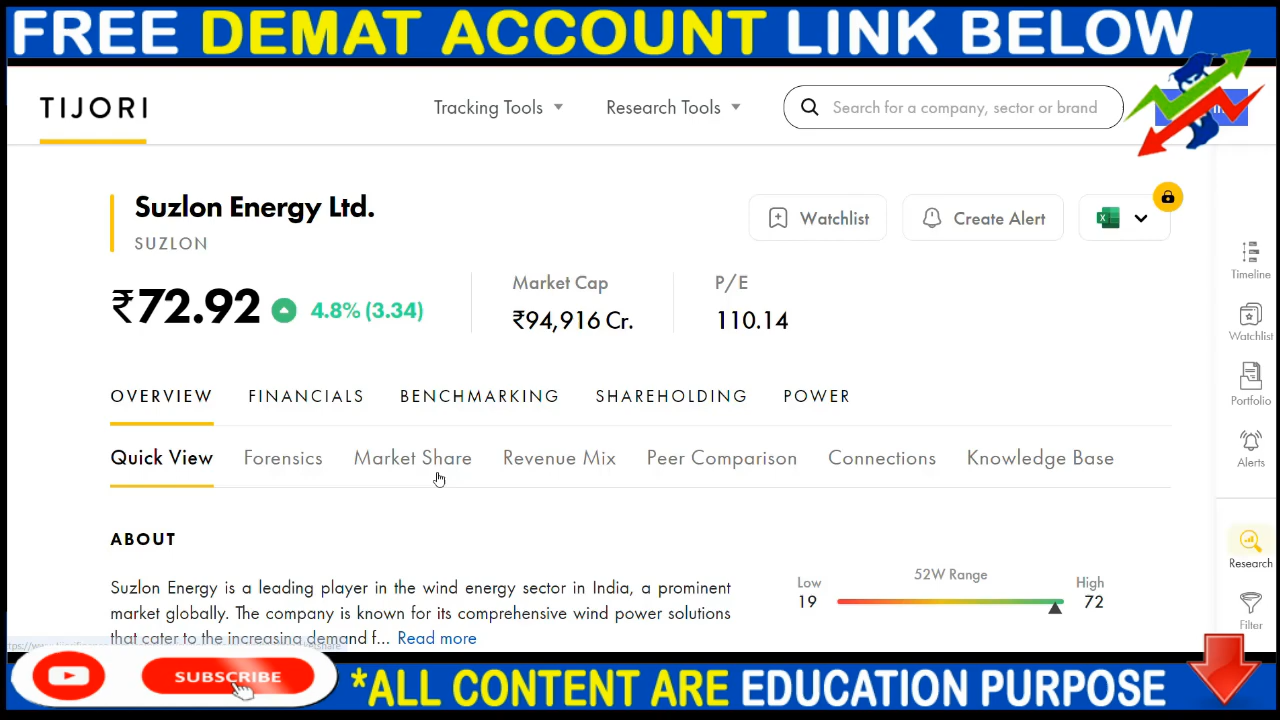 FREE DEMAT ACCOUNT LINK BELOW
TIJORI
Tracking Tools
Research Tools
Search for a company, sector or brand
Suzlon Energy Ltd.
SUZLON
Watchlist
Create Alert
₹72.92
4.8% (3.34)
Market Cap
₹94,916 Cr.
P/E
110.14
Timeline
Watchlist
Portfolio
Alerts
Research
Filter
OVERVIEW FINANCIALS BENCHMARKING SHAREHOLDING POWER
Quick View Forensics Market Share Revenue Mix Peer Comparison Connections Knowledge Base
ABOUT
Suzlon Energy is a leading player in the wind energy sector in India, a prominent
market globally. The company is known for its comprehensive wind power solutions
that cater to the increasing demand f... Read more
52W Range
Low
19
High
72
SUBSCRIBE
*ALL CONTENT ARE EDUCATION PURPOSE